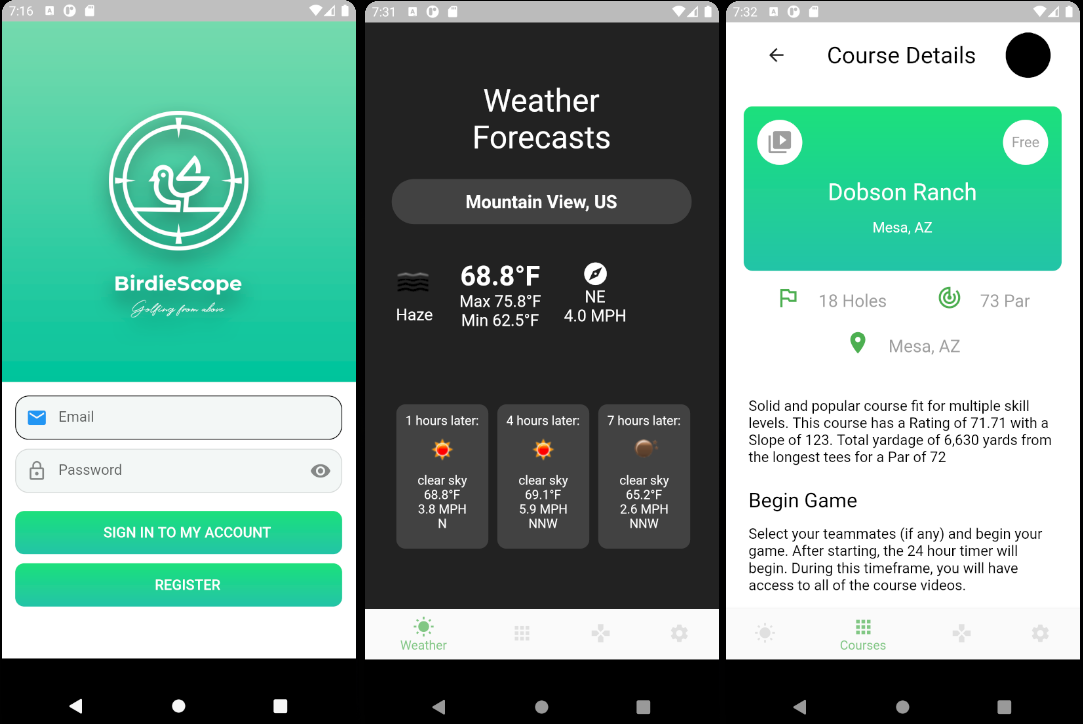 7:16
BirdieScope
Golfing from above
Email
Password
SIGN IN TO MY ACCOUNT
REGISTER
7:31
Weather
Forecasts
Mountain View, US
68.8°F
Max 75.8°F
Min 62.5°F
Haze
NE
4.0 MPH
1 hours later:
clear sky
68.8°F
3.8 MPH
N
4 hours later:
clear sky
69.1°F
5.9 MPH
NNW
7 hours later:
clear sky
65.2°F
2.6 MPH
NNW
Weather
7:32
Course Details
Free
Dobson Ranch
Mesa, AZ
18 Holes
73 Par
Mesa, AZ
Solid and popular course fit for multiple skill
levels. This course has a Rating of 71.71 with a
Slope of 123. Total yardage of 6,630 yards from
the longest tees for a Par of 72
Begin Game
Select your teammates (if any) and begin your
game. After starting, the 24 hour timer will
begin. During this timeframe, you will have
access to all of the course videos.
Courses